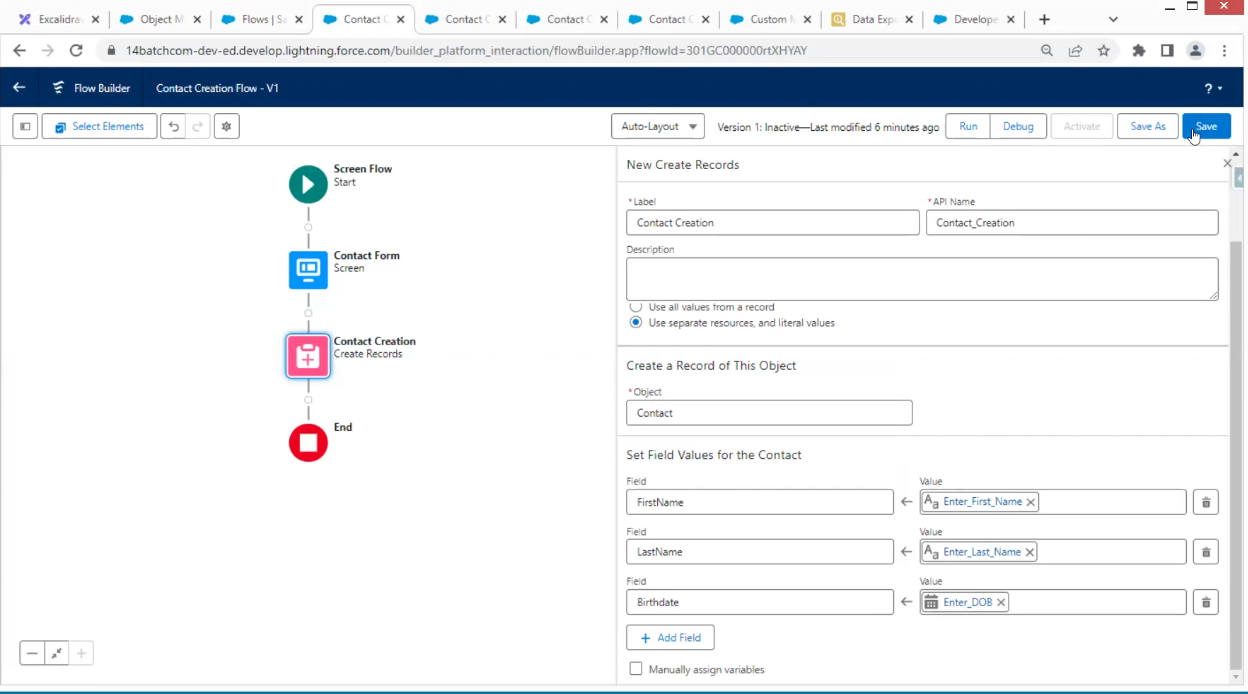 Excalidraw
Object M
Flows | Sa
Contact C
Contact C
Contact C
Contact C
Custom M
Data Exp
Develope
14batchcom-dev-ed.develop.lightning.force.com/builder_platform_interaction/flowBuilder.app?flowId=301GC000000rtXHYAY
Flow Builder
Contact Creation Flow - V1
?
Select Elements
Auto-Layout
Version 1: Inactive—Last modified 6 minutes ago
Run
Debug
Activate
Save As
Save
Screen Flow
Start
Contact Form
Screen
Contact Creation
Create Records
End
New Create Records
*Label
*API Name
Contact Creation
Contact_Creation
Description
Use all values from a record
Use separate resources, and literal values
Create a Record of This Object
*Object
Contact
Set Field Values for the Contact
Field
Value
FirstName
Aa Enter_First_Name
Field
Value
LastName
Aa Enter_Last_Name
Field
Value
Birthdate
Enter_DOB
+ Add Field
Manually assign variables